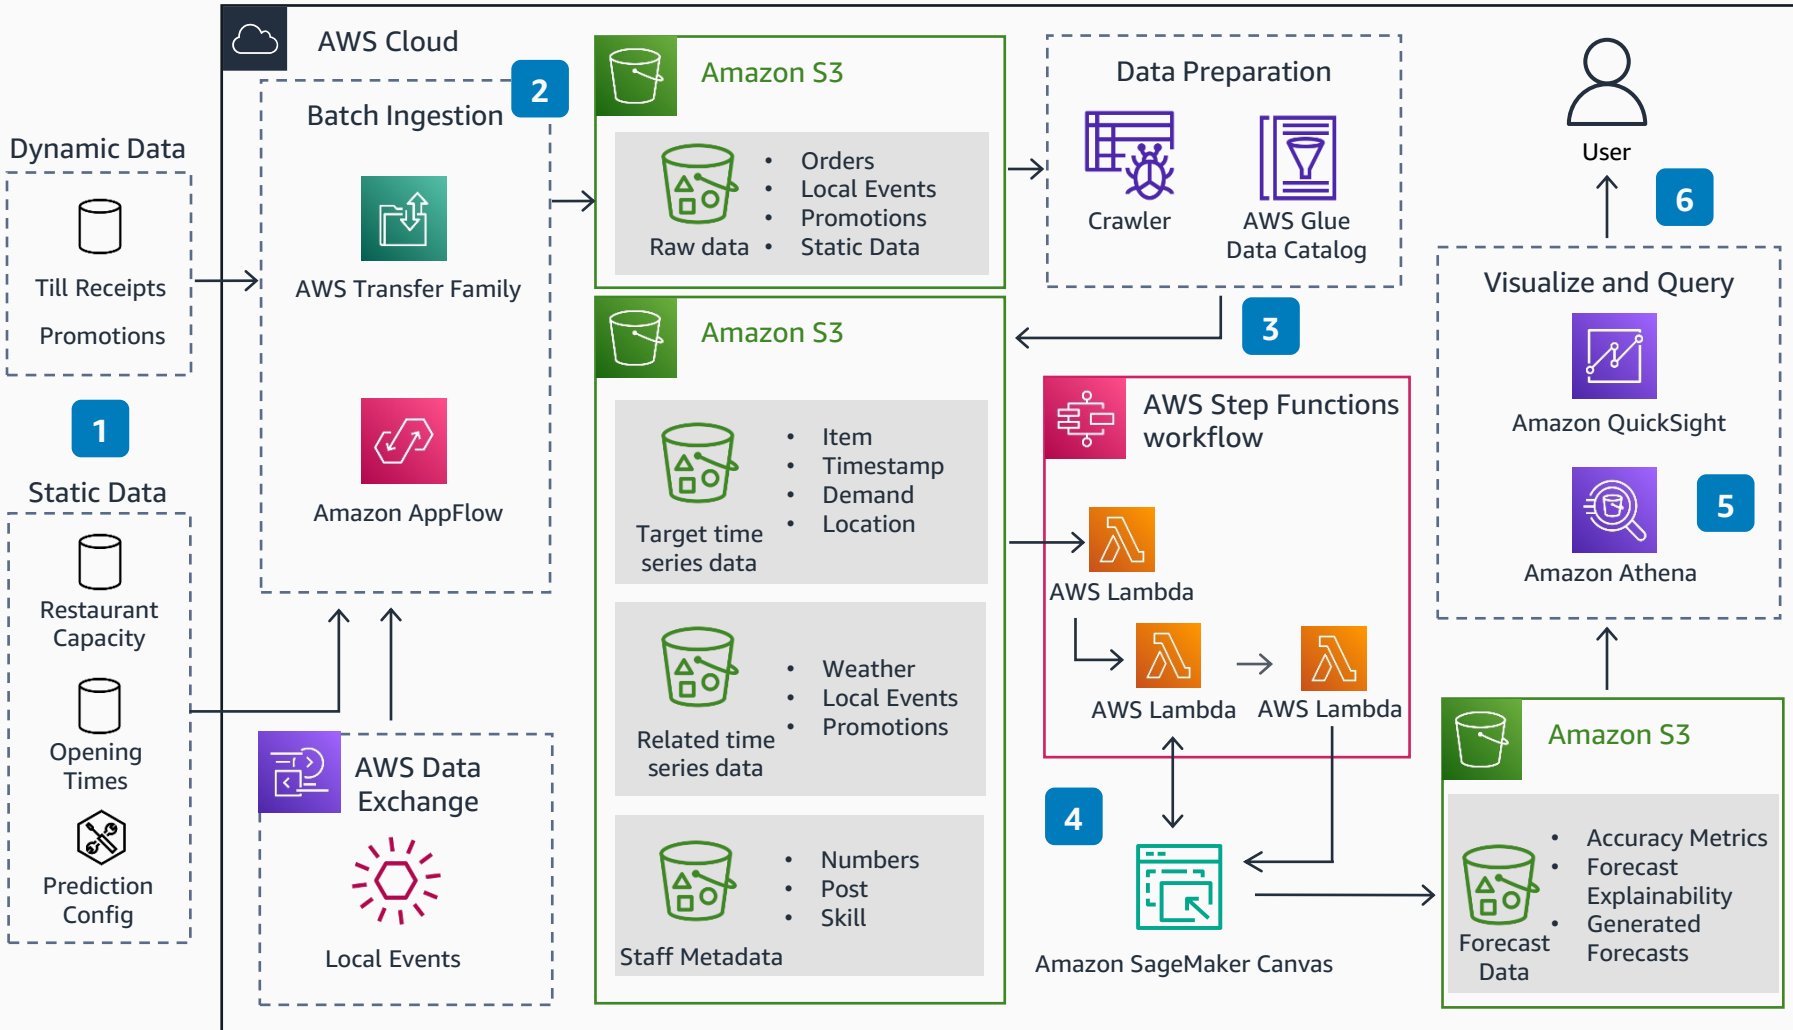 AWS Cloud
Dynamic Data
Till Receipts
Promotions
1
Static Data
Restaurant
Capacity
Opening
Times
Prediction
Config
2
Batch Ingestion
AWS Transfer Family
Amazon AppFlow
AWS Data
Exchange
Local Events
Amazon S3
Raw data
• Orders
• Local Events
• Promotions
• Static Data
Data Preparation
Crawler
AWS Glue
Data Catalog
3
Amazon S3
Target time
series data
• Item
• Timestamp
• Demand
• Location
Related time
series data
• Weather
• Local Events
• Promotions
Staff Metadata
• Numbers
• Post
• Skill
AWS Step Functions
workflow
AWS Lambda
AWS Lambda
AWS Lambda
4
Amazon SageMaker Canvas
Amazon S3
Forecast
Data
• Accuracy Metrics
• Forecast
Explainability
• Generated
Forecasts
Visualize and Query
Amazon QuickSight
5
Amazon Athena
6
User